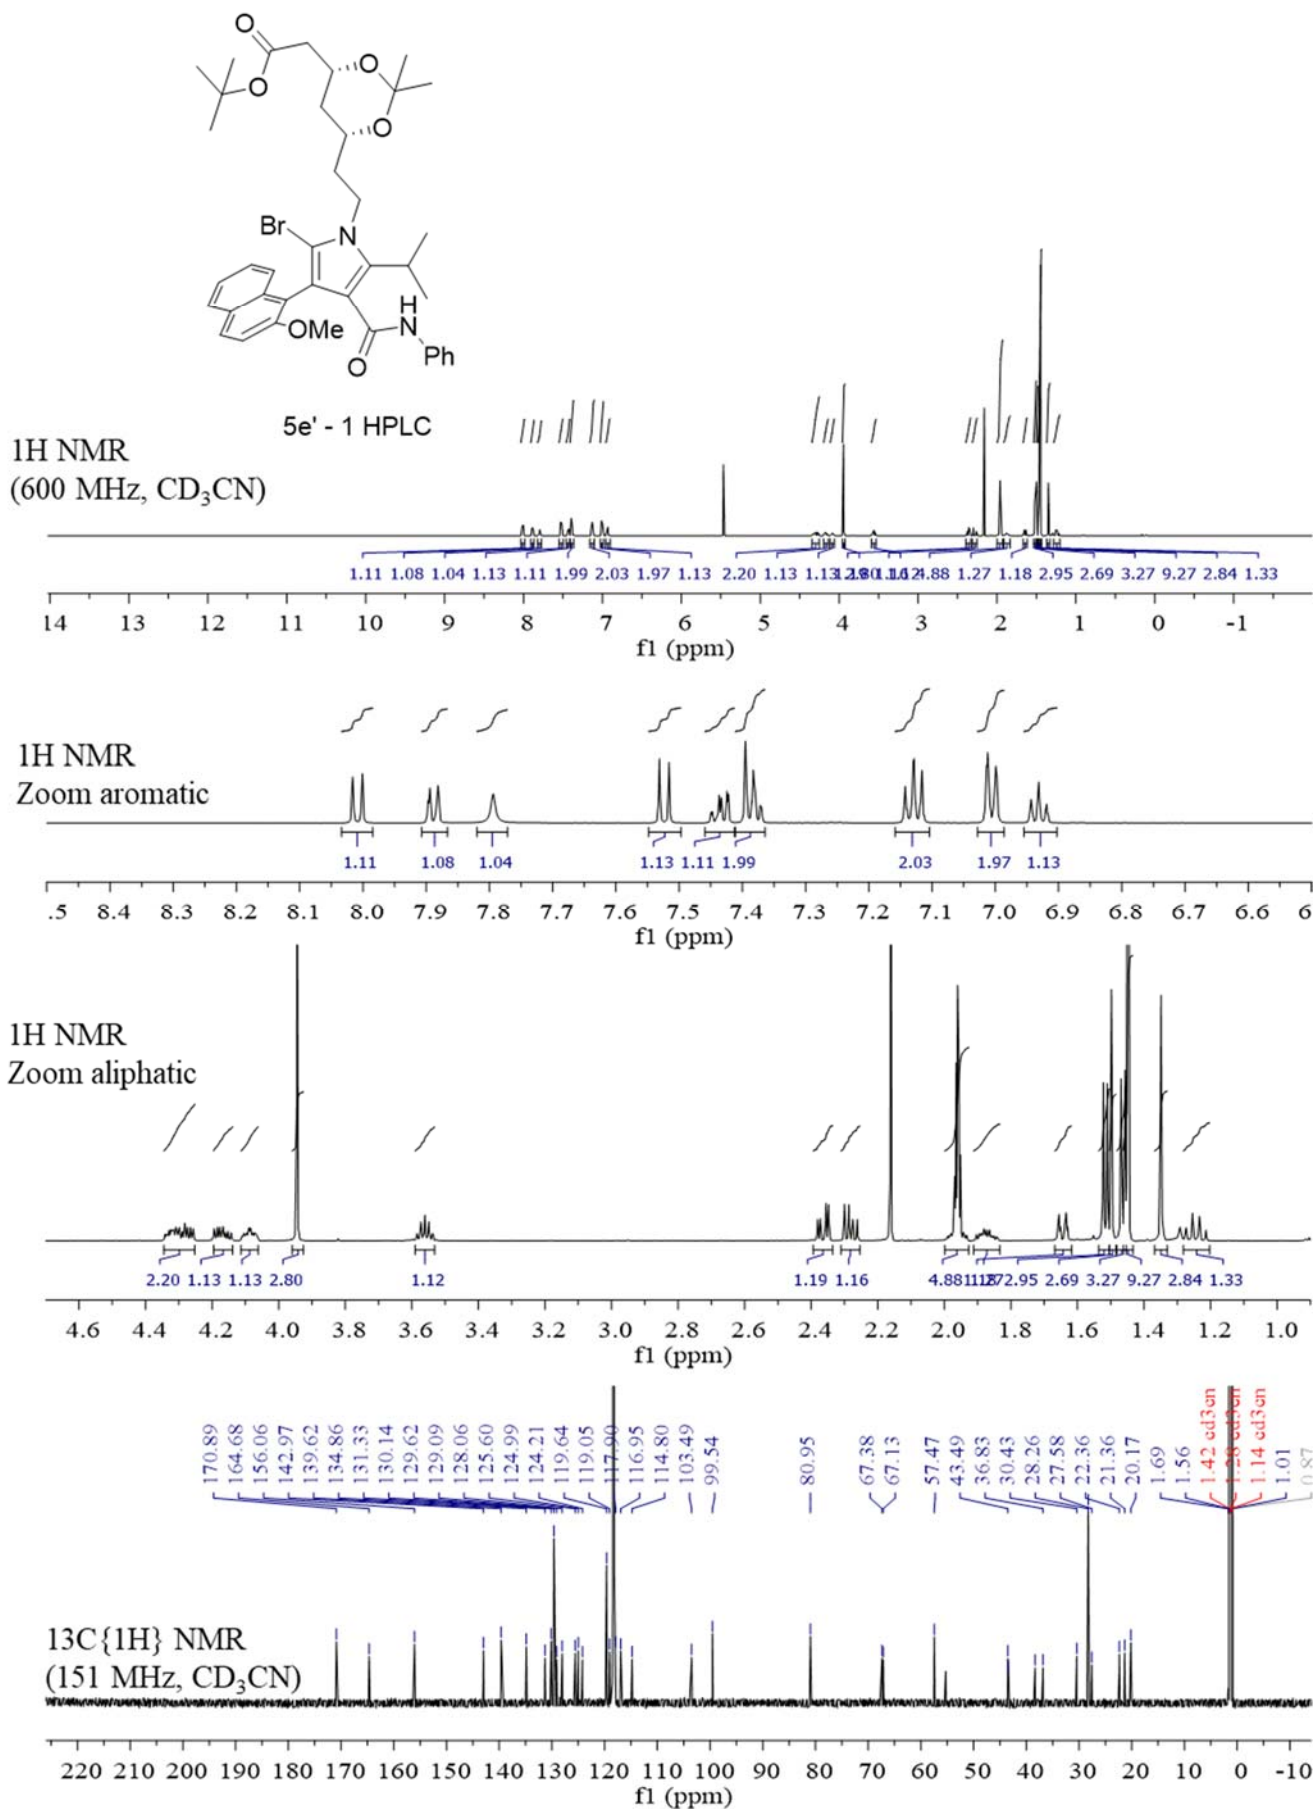 O
O
O
O
Br
N
H
N
OMe
O
Ph
5e' - 1 HPLC
1H NMR
(600 MHz, CD3CN)
1.11 1.08 1.04 1.13 1.11 1.99 2.03 1.97 1.13 2.20 1.13 1.13 4.88 1.27 1.18 2.95 2.69 3.27 9.27 2.84 1.33
14 13 12 11 10 9 8 7 6 5 4 3 2 1 0 -1
f1 (ppm)
1H NMR
Zoom aromatic
1.11 1.08 1.04 1.13 1.11 1.99 2.03 1.97 1.13
.5 8.4 8.3 8.2 8.1 8.0 7.9 7.8 7.7 7.6 7.5 7.4 7.3 7.2 7.1 7.0 6.9 6.8 6.7 6.6 6
f1 (ppm)
1H NMR
Zoom aliphatic
2.20 1.13 1.13 2.80 1.12 1.19 1.16 4.88 2.95 2.69 3.27 9.27 2.84 1.33
4.6 4.4 4.2 4.0 3.8 3.6 3.4 3.2 3.0 2.8 2.6 2.4 2.2 2.0 1.8 1.6 1.4 1.2 1.0
f1 (ppm)
170.89 164.68 156.06 142.97 139.62 134.86 131.33 130.14 129.62 129.09 128.06 125.60 124.99 124.21 119.64 119.05 117.90 116.95 114.80 103.49 99.54 80.95 67.38 67.13 57.47 43.49 36.83 30.43 28.26 27.58 22.36 21.36 20.17 1.69 1.56 1.42 cd3cn 1.28 cd3cn 1.14 cd3cn 1.01 0.87
13C{1H} NMR
(151 MHz, CD3CN)
220 210 200 190 180 170 160 150 140 130 120 110 100 90 80 70 60 50 40 30 20 10 0 -10
f1 (ppm)